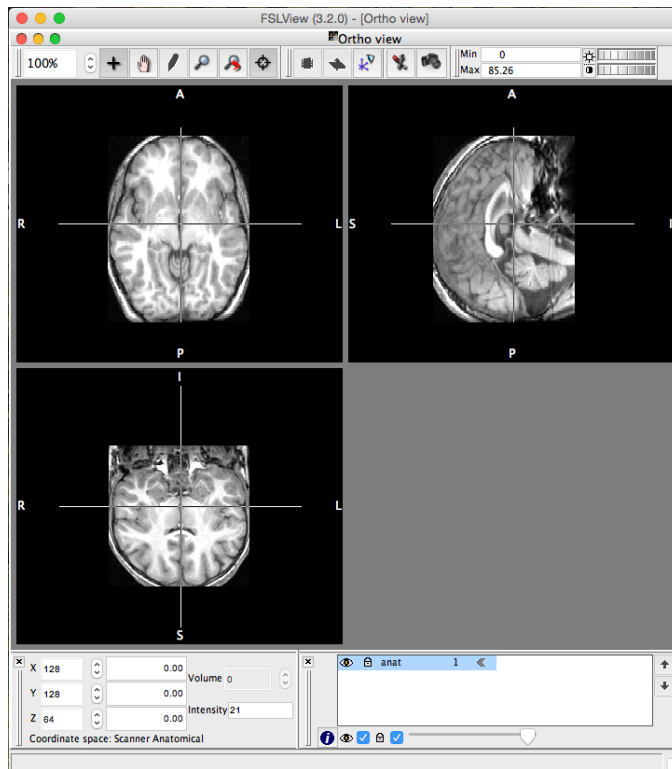 FSLView (3.2.0) - [Ortho view]
Ortho view
100%
Min 0
Max 85.26
A
A
R
L
S
I
P
P
I
R
L
S
X 128 0.00
Y 128 0.00
Z 64 0.00
Volume 0
Intensity 21
Coordinate space: Scanner Anatomical
anat 1